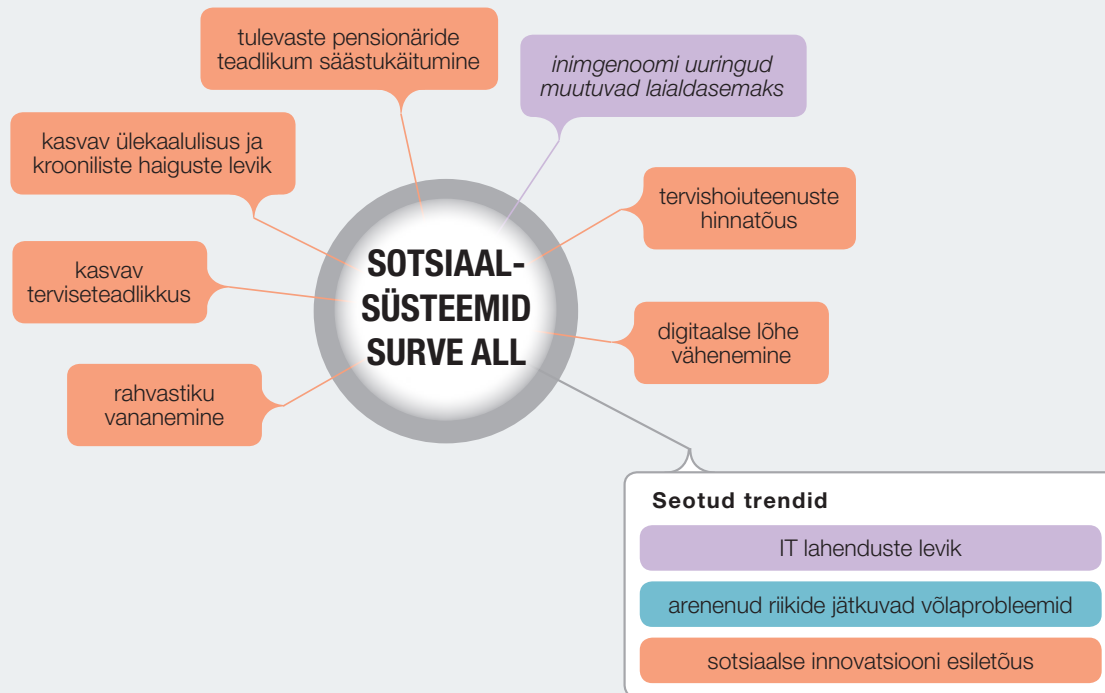 tulevaste pensionäride
teadlikum säästukäitumine
inimgenoomi uuringud
muutuvad laialdasemaks
kasvav ülekaalulisus ja
krooniliste haiguste levik
tervishoiuteenuste
hinnatõus
kasvav
terviseteadlikkus
SOTSIAAL-
SÜSTEEMID
SURVE ALL
digitaalse lõhe
vähenemine
rahvastiku
vananemine
Seotud trendid
IT lahenduste levik
arenenud riikide jätkuvad võlaprobleemid
sotsiaalse innovatsiooni esiletõus